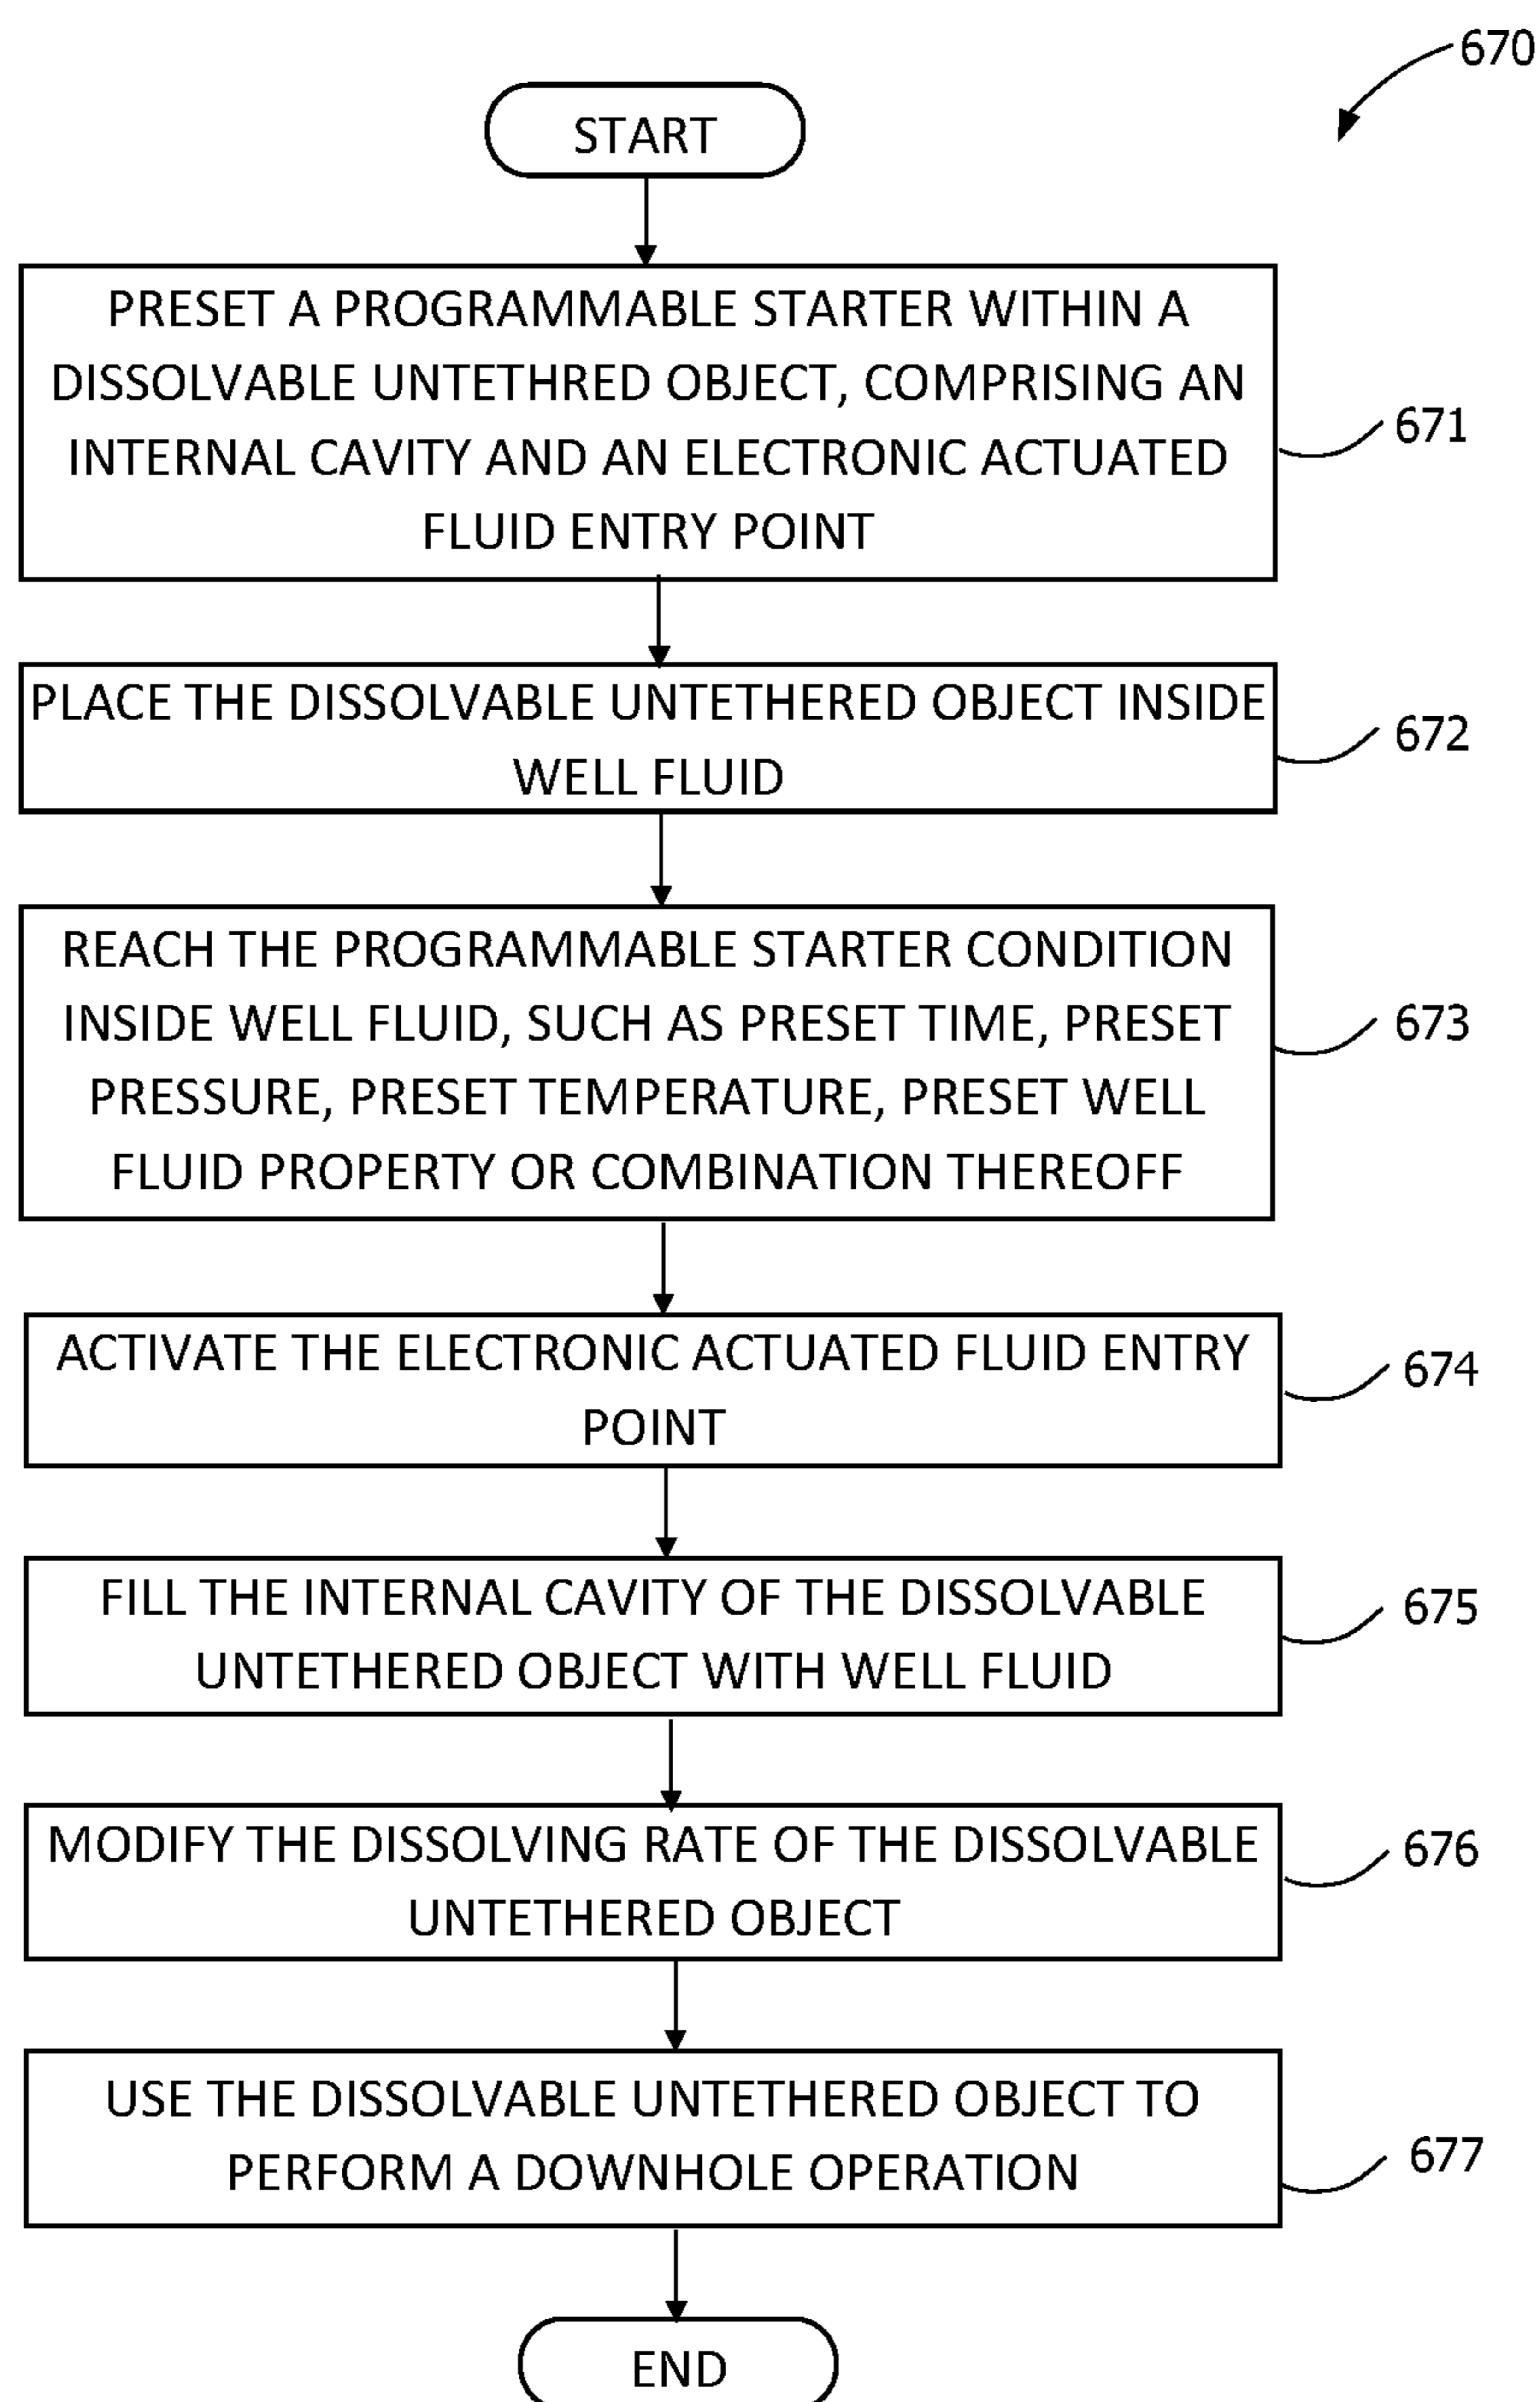 670
START
PRESET A PROGRAMMABLE STARTER WITHIN A
DISSOLVABLE UNTETHRED OBJECT, COMPRISING AN
INTERNAL CAVITY AND AN ELECTRONIC ACTUATED
FLUID ENTRY POINT
671
PLACE THE DISSOLVABLE UNTETHERED OBJECT INSIDE
WELL FLUID
672
REACH THE PROGRAMMABLE STARTER CONDITION
INSIDE WELL FLUID, SUCH AS PRESET TIME, PRESET
PRESSURE, PRESET TEMPERATURE, PRESET WELL
FLUID PROPERTY OR COMBINATION THEREOFF
673
ACTIVATE THE ELECTRONIC ACTUATED FLUID ENTRY
POINT
674
FILL THE INTERNAL CAVITY OF THE DISSOLVABLE
UNTETHERED OBJECT WITH WELL FLUID
675
MODIFY THE DISSOLVING RATE OF THE DISSOLVABLE
UNTETHERED OBJECT
676
USE THE DISSOLVABLE UNTETHERED OBJECT TO
PERFORM A DOWNHOLE OPERATION
677
END